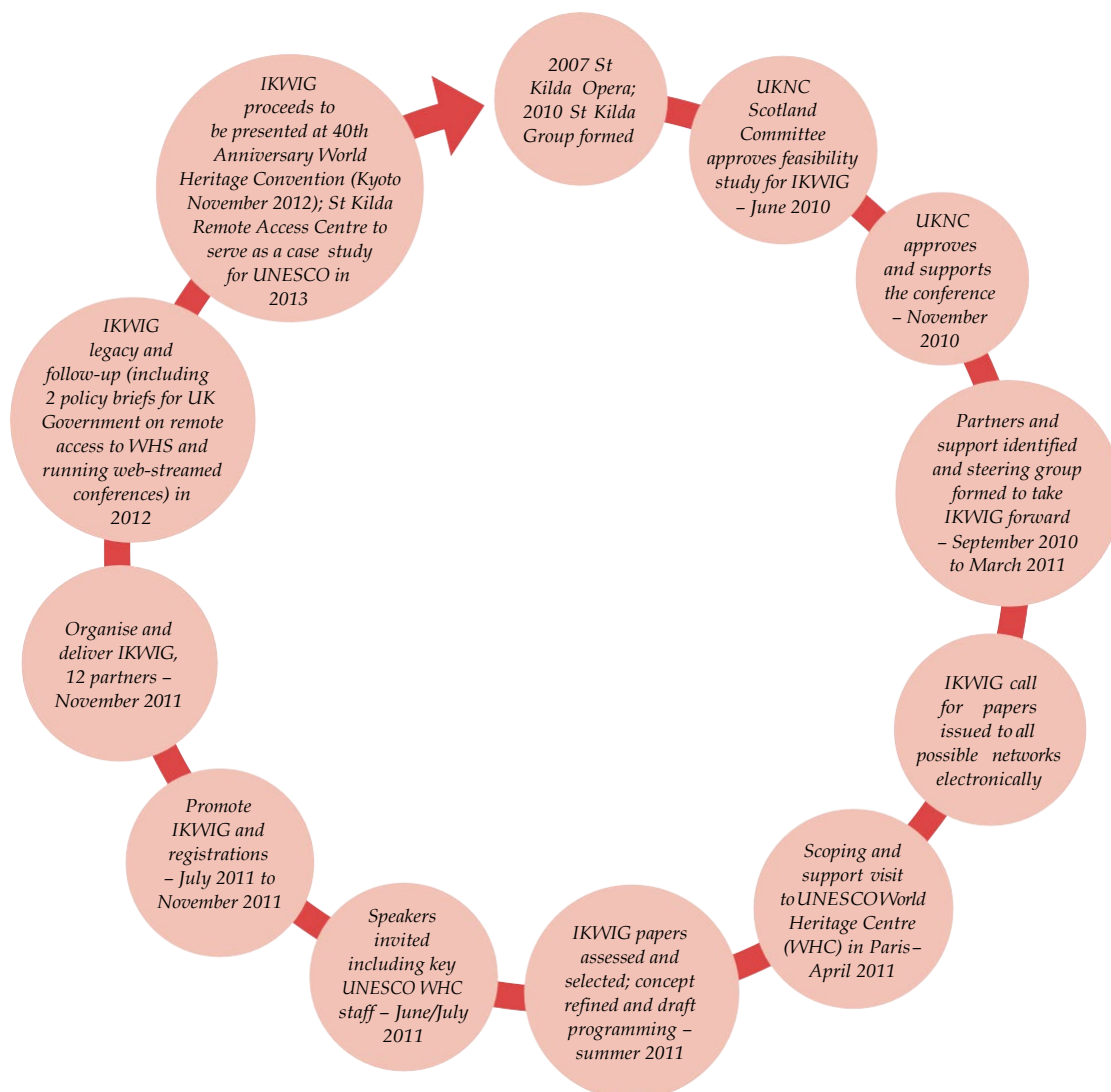 2007 St
Kilda Opera;
2010 St Kilda
Group formed
UKNC
Scotland
Committee
approves feasibility
study for IKWIG
– June 2010
UKNC
approves
and supports
the conference
– November
2010
Partners and
support identified
and steering group
formed to take
IKWIG forward
– September 2010
to March 2011
IKWIG call
for papers
issued to all
possible networks
electronically
Scoping and
support visit
to UNESCO World
Heritage Centre
(WHC) in Paris –
April 2011
IKWIG papers
assessed and
selected; concept
refined and draft
programming –
summer 2011
Speakers
invited
including key
UNESCO WHC
staff – June/July
2011
Promote
IKWIG and
registrations
– July 2011 to
November 2011
Organise and
deliver IKWIG,
12 partners –
November 2011
IKWIG
legacy and
follow-up (including
2 policy briefs for UK
Government on remote
access to WHS and
running web-streamed
conferences) in
2012
IKWIG
proceeds to
be presented at 40th
Anniversary World
Heritage Convention (Kyoto
November 2012); St Kilda
Remote Access Centre to
serve as a case study
for UNESCO in
2013